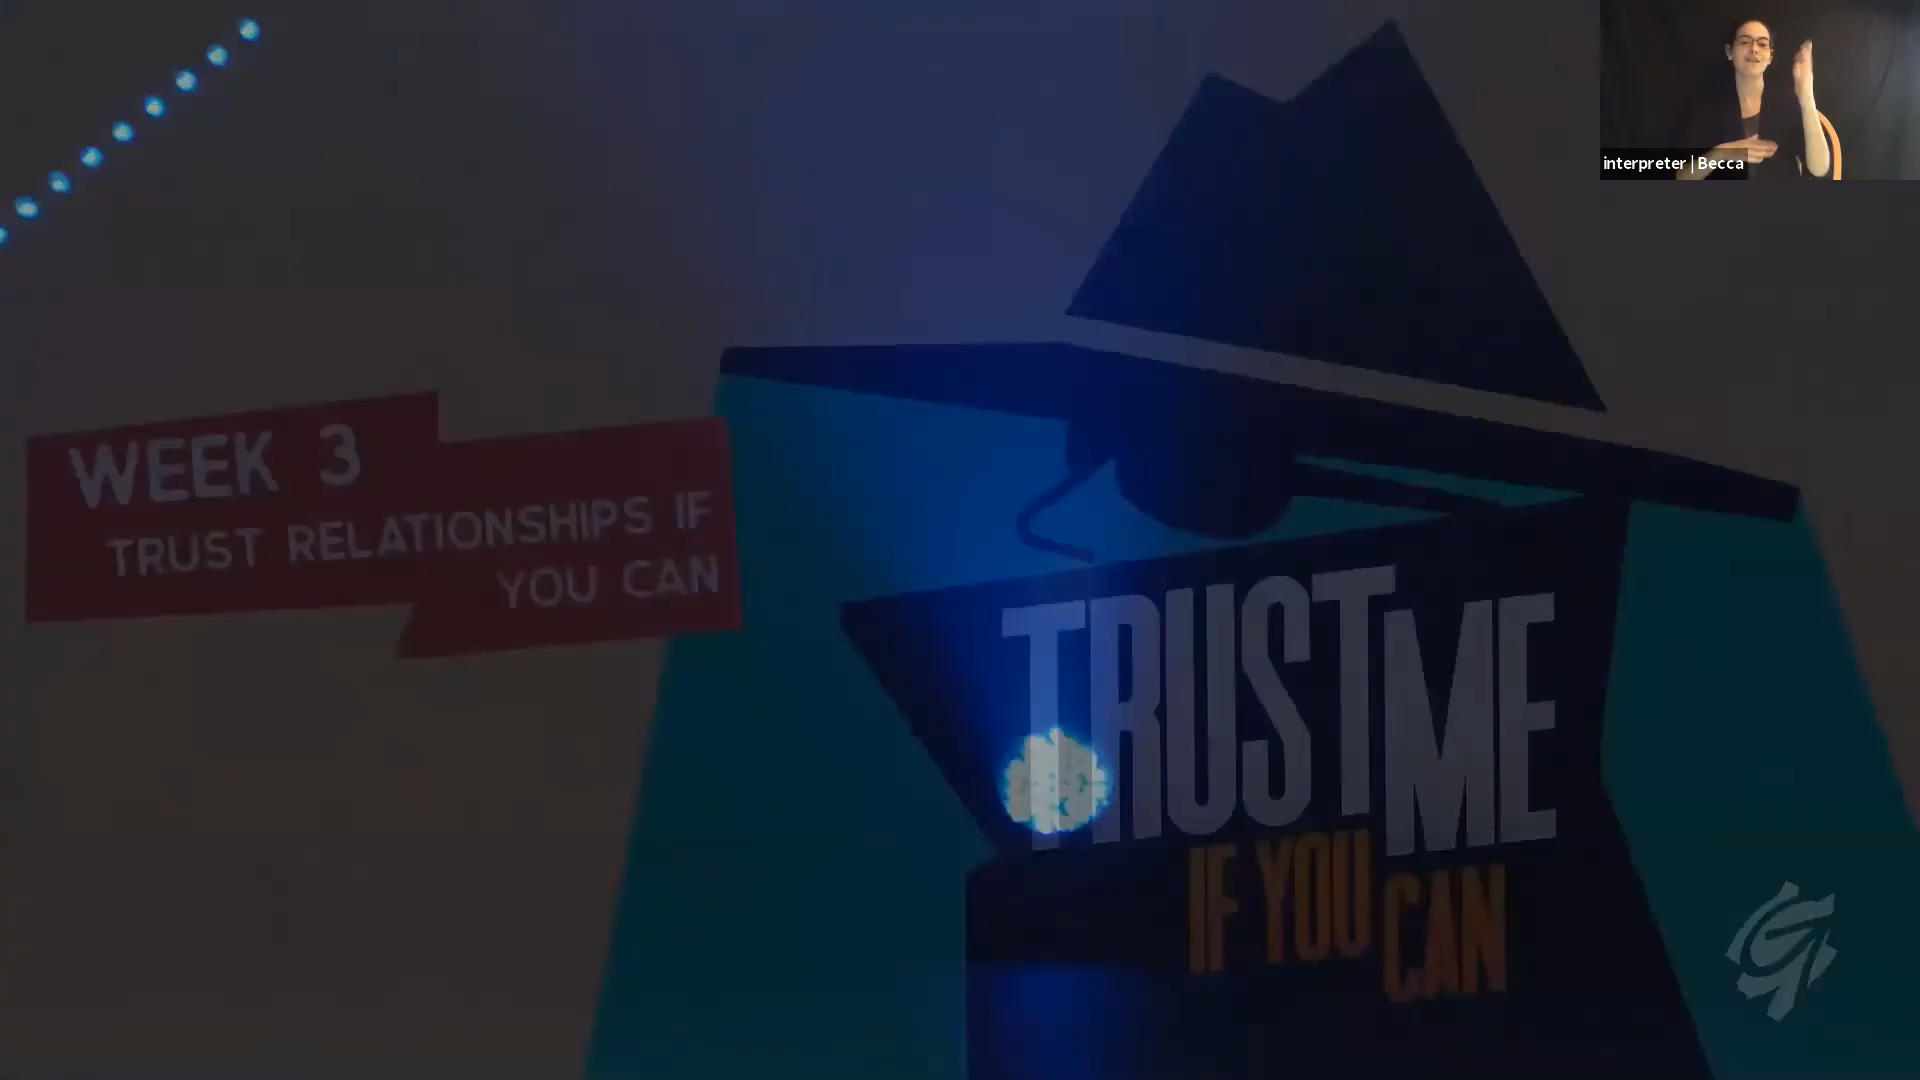 interpreter | Becca
WEEK 3
TRUST RELATIONSHIPS IF
YOU CAN
TRUST ME
IF YOU CAN